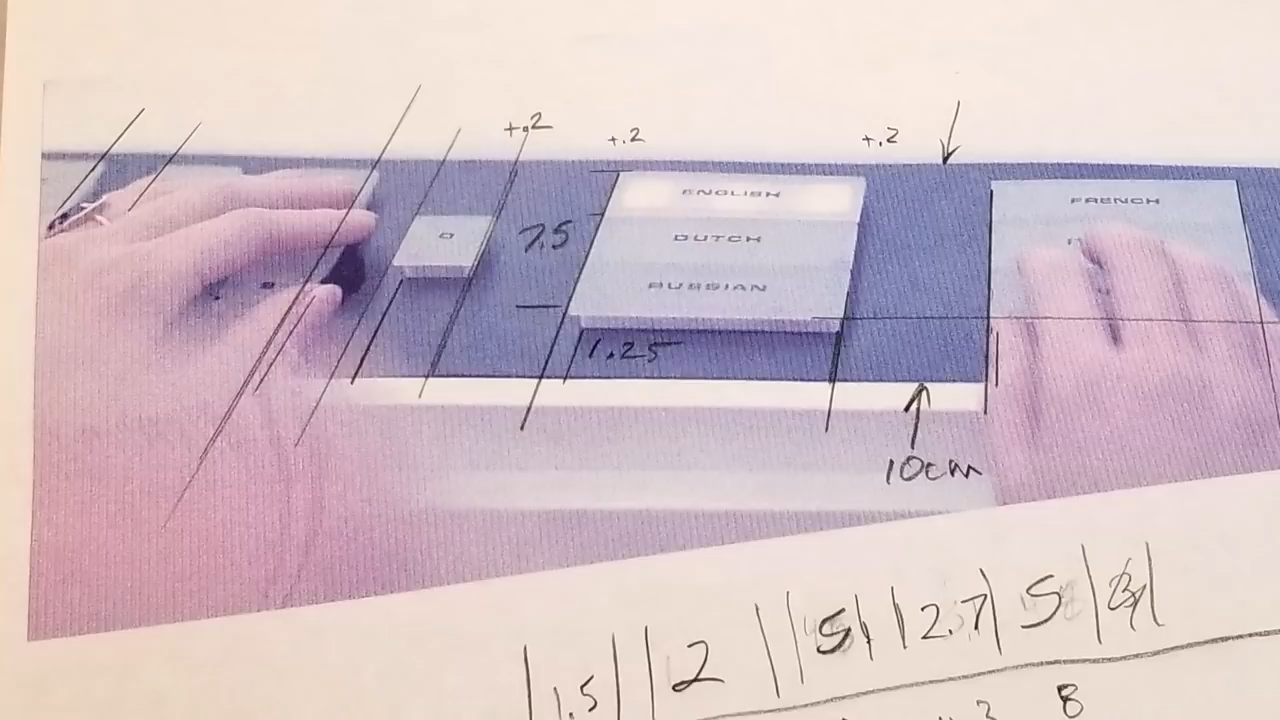 +.2 +.2 +.2
ENGLISH
FRENCH
7.5
DUTCH
RUSSIAN
1.25
10cm
1.5 2 5 2.7 5
8